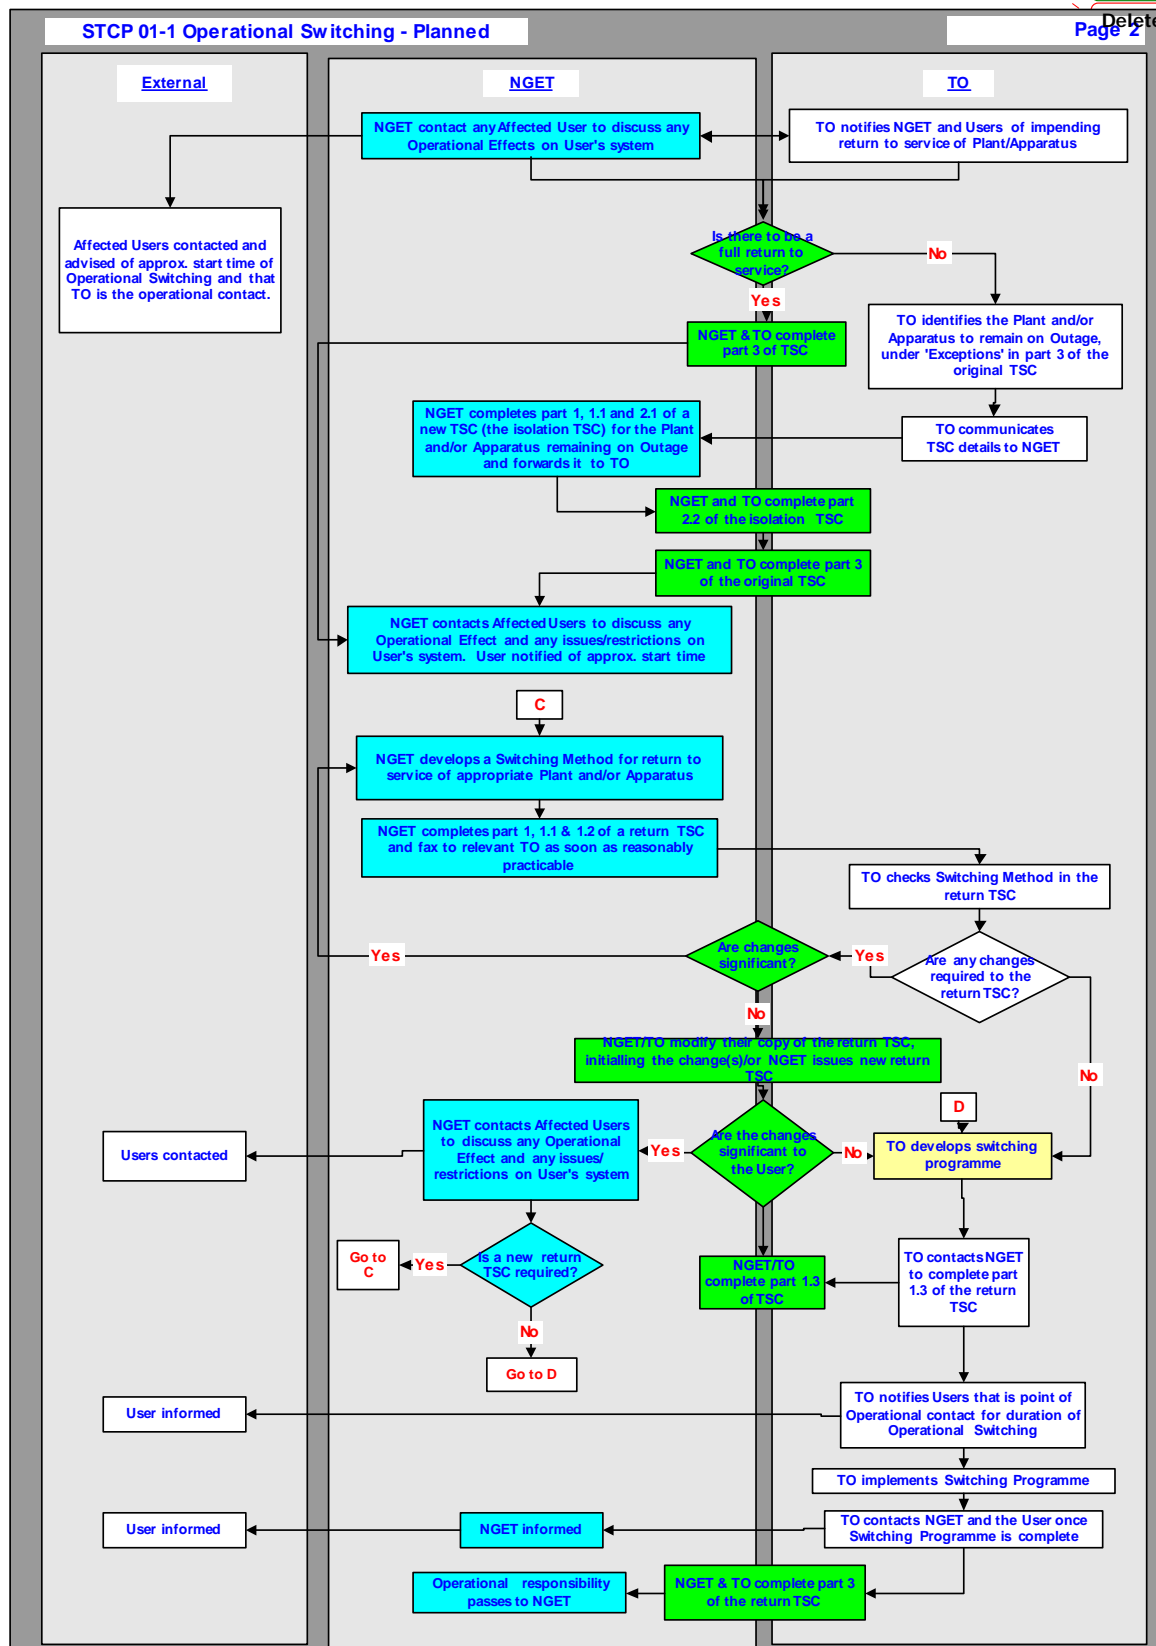 Delete
STCP 01-1 Operational Switching - Planned
Page 2
External
NGET
TO
NGET contact any Affected User to discuss any
Operational Effects on User's system
TO notifies NGET and Users of impending
return to service of Plant/Apparatus
Affected Users contacted and
advised of approx. start time of
Operational Switching and that
TO is the operational contact.
Is there to be a
full return to
service?
No
Yes
NGET & TO complete
part 3 of TSC
TO identifies the Plant and/or
Apparatus to remain on Outage,
under 'Exceptions' in part 3 of the
original TSC
NGET completes part 1, 1.1 and 2.1 of a
new TSC (the isolation TSC) for the Plant
and/or Apparatus remaining on Outage
and forwards it to TO
TO communicates
TSC details to NGET
NGET and TO complete part
2.2 of the isolation TSC
NGET and TO complete part 3
of the original TSC
NGET contacts Affected Users to discuss any
Operational Effect and any issues/restrictions on
User's system. User notified of approx. start time
C
NGET develops a Switching Method for return to
service of appropriate Plant and/or Apparatus
NGET completes part 1, 1.1 & 1.2 of a return TSC
and fax to relevant TO as soon as reasonably
practicable
TO checks Switching Method in the
return TSC
Are changes
significant?
Yes
Yes
Are any changes
required to the
return TSC?
No
NGET/TO modify their copy of the return TSC,
initialling the change(s)/or NGET issues new return
TSC
No
D
NGET contacts Affected Users
to discuss any Operational
Effect and any issues/
restrictions on User's system
Users contacted
Yes
Are the changes
significant to
the User?
No
TO develops switching
programme
Go to
C
Yes
Is a new return
TSC required?
NGET/TO
complete part 1.3
of TSC
TO contacts NGET
to complete part
1.3 of the return
TSC
No
Go to D
User informed
TO notifies Users that is point of
Operational contact for duration of
Operational Switching
TO implements Switching Programme
User informed
NGET informed
TO contacts NGET and the User once
Switching Programme is complete
Operational responsibility
passes to NGET
NGET & TO complete part 3
of the return TSC